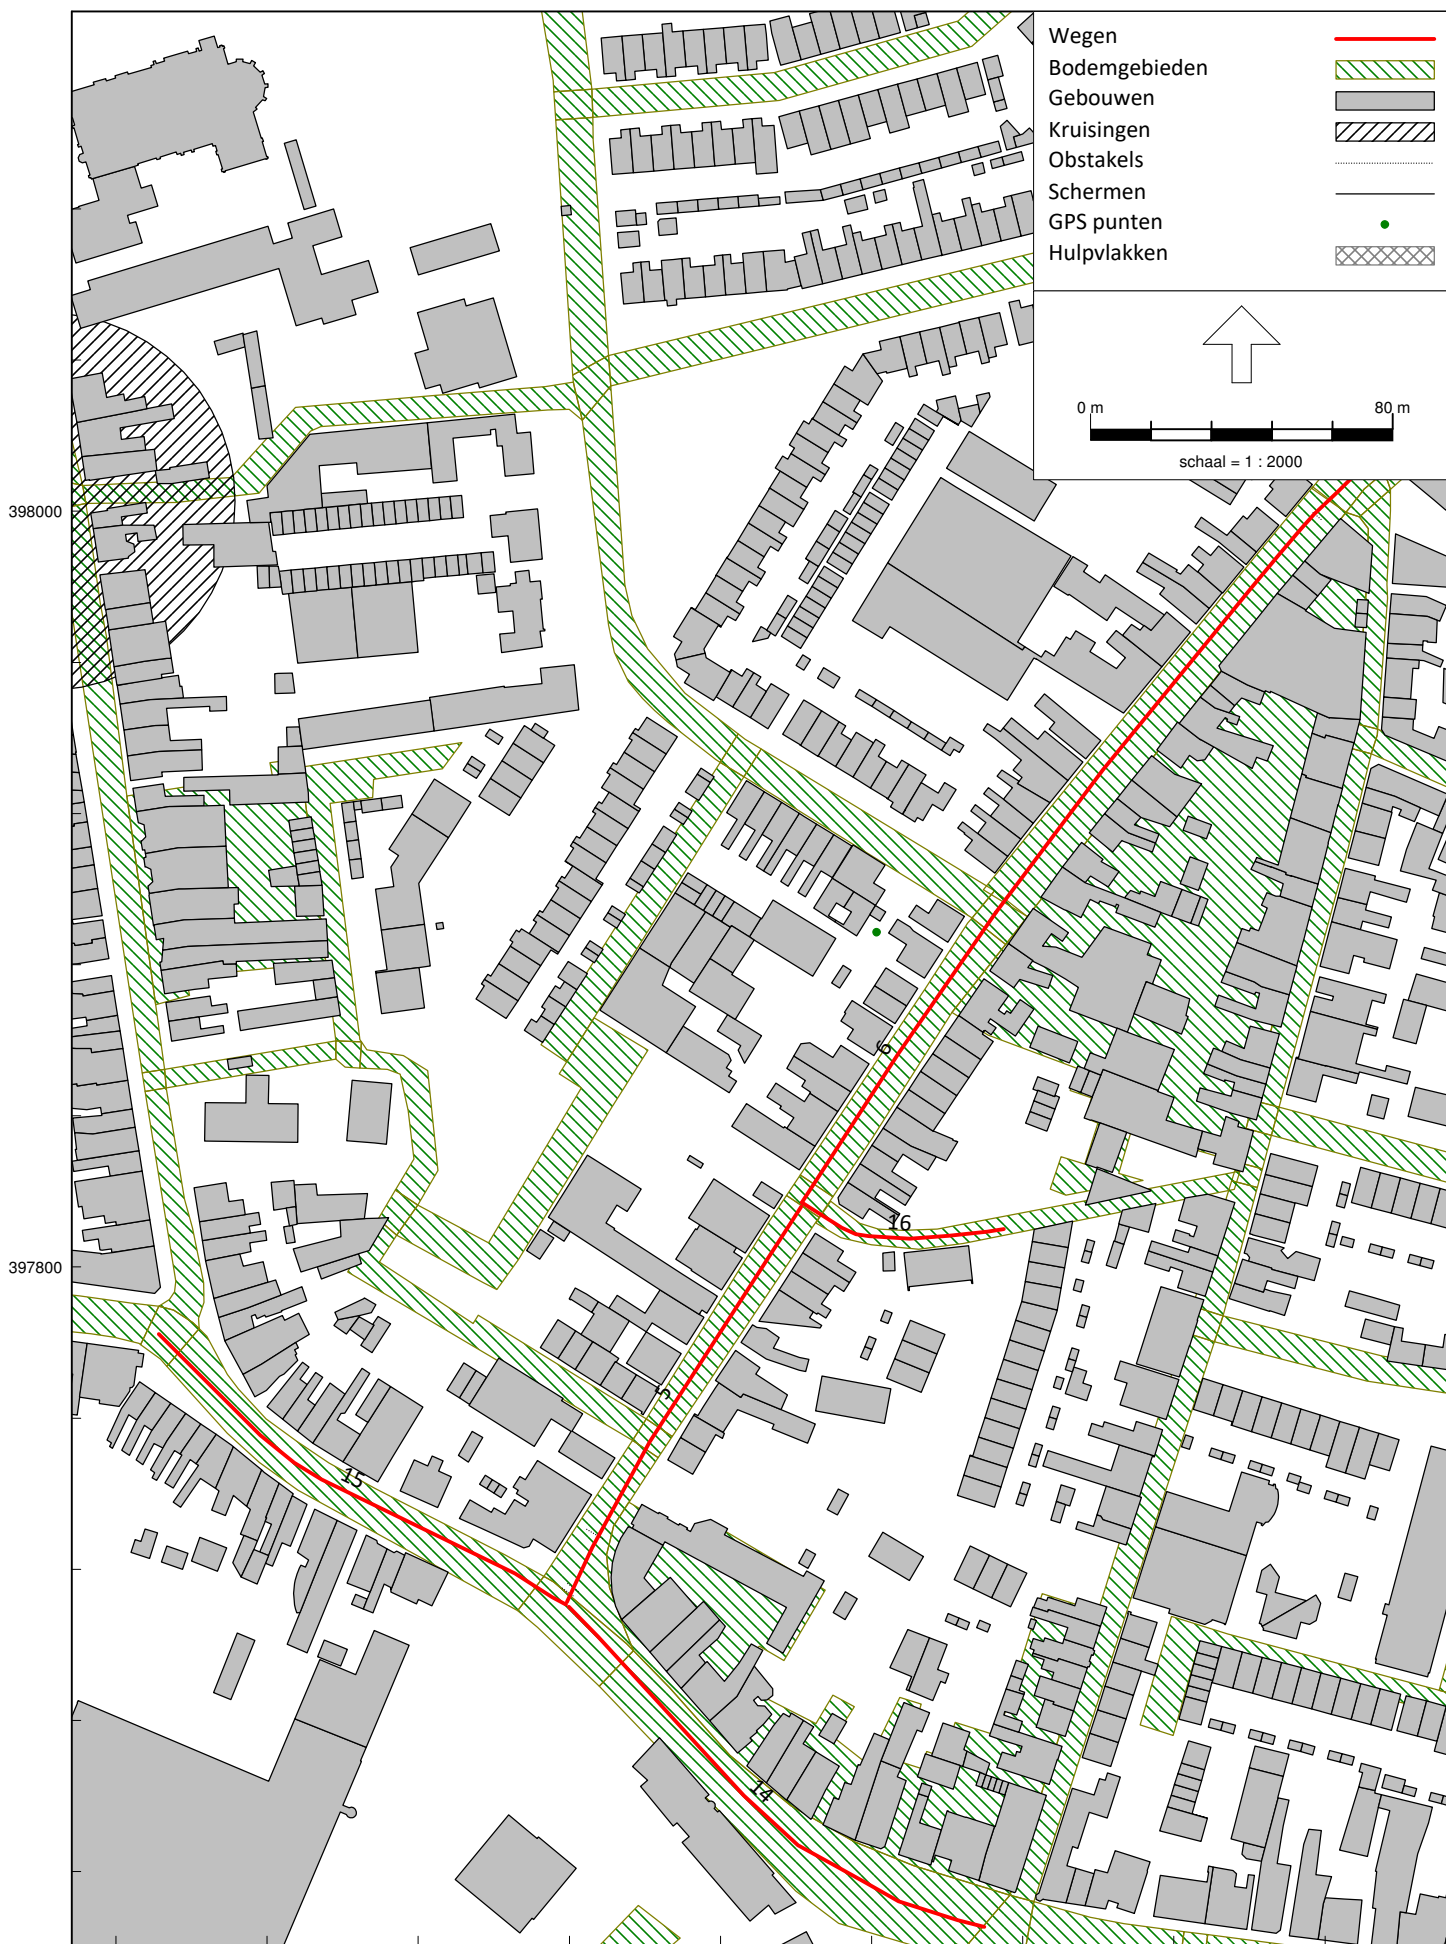 Wegen
Bodemgebieden
Gebouwen
Kruisingen
Obstakels
Schermen
GPS punten
Hulpvlakken
0 m 80 m
schaal = 1 : 2000
398000
6
16
397800
5
15
14